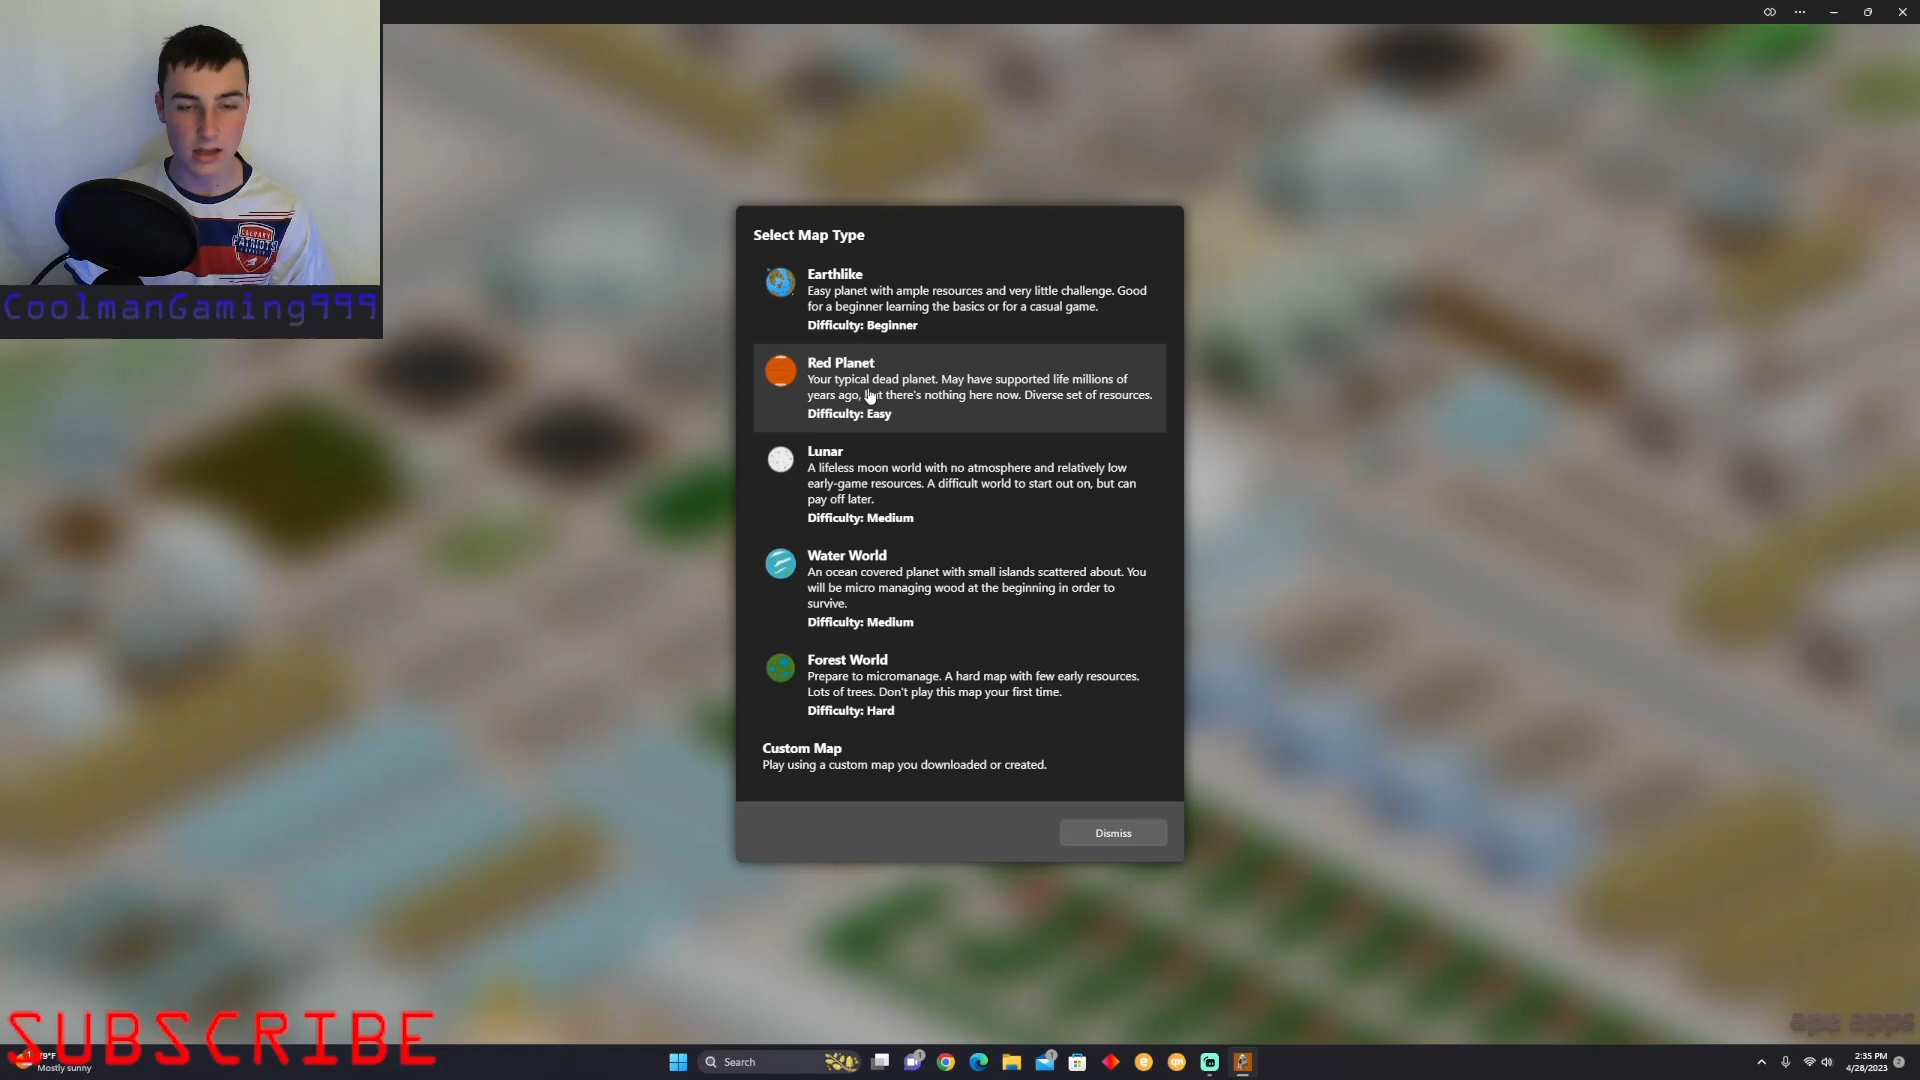 CoolmanGaming999
CALVARY
PATRIOTS
Select Map Type
Earthlike
Easy planet with ample resources and very little challenge. Good
for a beginner learning the basics or for a casual game.
Difficulty: Beginner
Red Planet
Your typical dead planet. May have supported life millions of
years ago, but there's nothing here now. Diverse set of resources.
Difficulty: Easy
Lunar
A lifeless moon world with no atmosphere and relatively low
early-game resources. A difficult world to start out on, but can
pay off later.
Difficulty: Medium
Water World
An ocean covered planet with small islands scattered about. You
will be micro managing wood at the beginning in order to
survive.
Difficulty: Medium
Forest World
Prepare to micromanage. A hard map with few early resources.
Lots of trees. Don't play this map your first time.
Difficulty: Hard
Custom Map
Play using a custom map you downloaded or created.
Dismiss
ape apps
SUBSCRIBE
79°F
Mostly sunny
Search
2:35 PM
4/28/2023